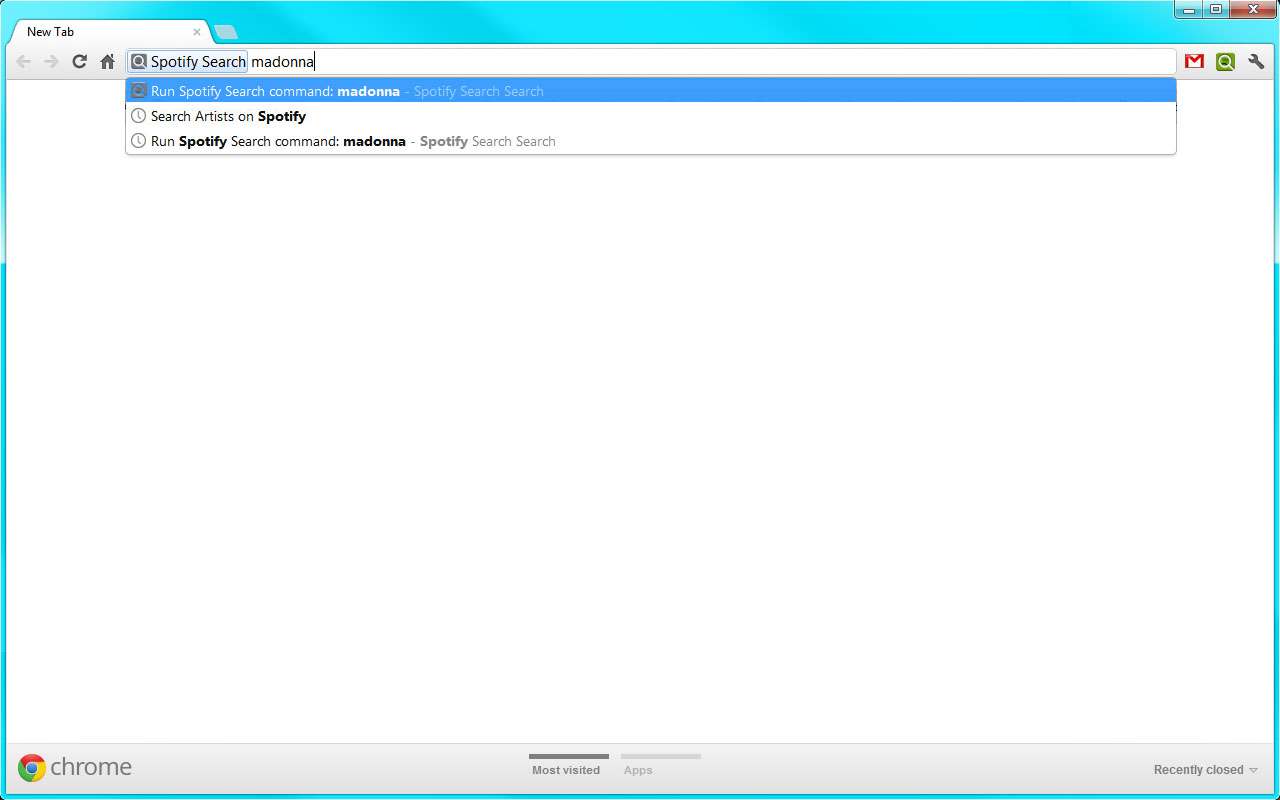 New Tab
Spotify Search madonna
Run Spotify Search command: madonna - Spotify Search Search
Search Artists on Spotify
Run Spotify Search command: madonna - Spotify Search Search
chrome
Most visited
Apps
Recently closed